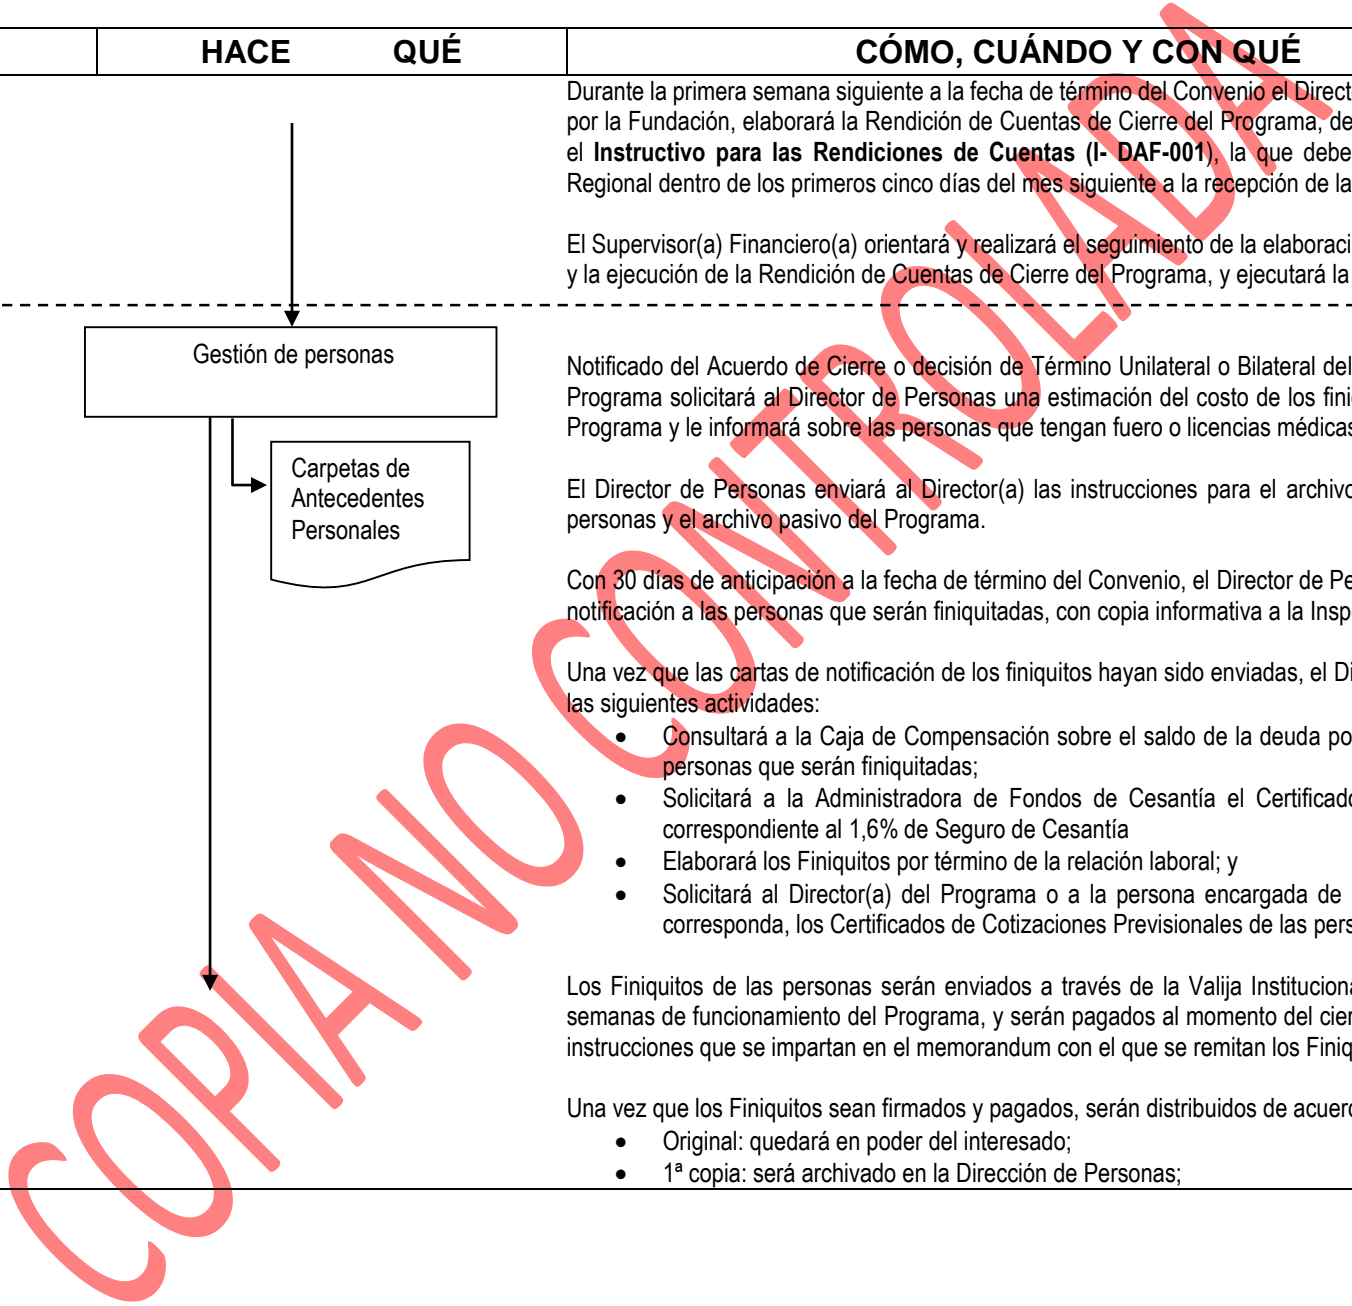 HACE QUÉ
CÓMO, CUÁNDO Y CON QUÉ
Durante la primera semana siguiente a la fecha de término del Convenio el Direct
por la Fundación, elaborará la Rendición de Cuentas de Cierre del Programa, de
el Instructivo para las Rendiciones de Cuentas (I- DAF-001), la que debe
Regional dentro de los primeros cinco días del mes siguiente a la recepción de la
El Supervisor(a) Financiero(a) orientará y realizará el seguimiento de la elaboraci
y la ejecución de la Rendición de Cuentas de Cierre del Programa, y ejecutará la
Gestión de personas
Carpetas de
Antecedentes
Personales
Notificado del Acuerdo de Cierre o decisión de Término Unilateral o Bilateral del
Programa solicitará al Director de Personas una estimación del costo de los fini
Programa y le informará sobre las personas que tengan fuero o licencias médicas
El Director de Personas enviará al Director(a) las instrucciones para el archivo
personas y el archivo pasivo del Programa.
Con 30 días de anticipación a la fecha de término del Convenio, el Director de Pe
notificación a las personas que serán finiquitadas, con copia informativa a la Insp
Una vez que las cartas de notificación de los finiquitos hayan sido enviadas, el Di
las siguientes actividades:
• Consultará a la Caja de Compensación sobre el saldo de la deuda po
personas que serán finiquitadas;
• Solicitará a la Administradora de Fondos de Cesantía el Certificado
correspondiente al 1,6% de Seguro de Cesantía
• Elaborará los Finiquitos por término de la relación laboral; y
• Solicitará al Director(a) del Programa o a la persona encargada de
corresponda, los Certificados de Cotizaciones Previsionales de las pers
Los Finiquitos de las personas serán enviados a través de la Valija Instituciona
semanas de funcionamiento del Programa, y serán pagados al momento del cier
instrucciones que se impartan en el memorandum con el que se remitan los Finiq
Una vez que los Finiquitos sean firmados y pagados, serán distribuidos de acuerd
• Original: quedará en poder del interesado;
• 1ª copia: será archivado en la Dirección de Personas;
COPIA NO CONTROLADA